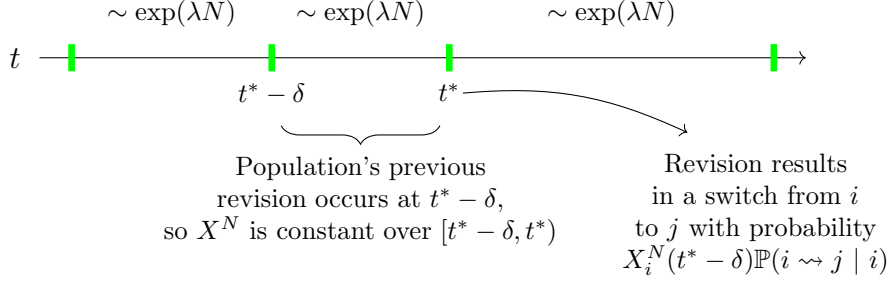 ∼ exp(λN) ∼ exp(λN) ∼ exp(λN)
t
t* − δ t*
Population's previous
revision occurs at t* − δ,
so X^N is constant over [t* − δ, t*)
Revision results
in a switch from i
to j with probability
X_i^N(t* − δ)ℙ(i ⇝ j | i)